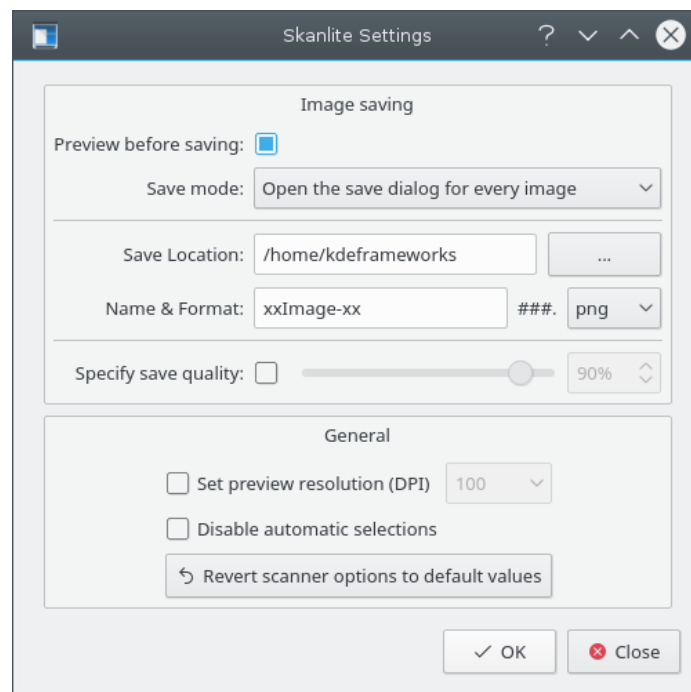 Skanlite Settings
Image saving
Preview before saving:
Save mode: Open the save dialog for every image
Save Location: /home/kdeframeworks ...
Name & Format: xxImage-xx ###. png
Specify save quality: 90%
General
Set preview resolution (DPI) 100
Disable automatic selections
Revert scanner options to default values
OK Close